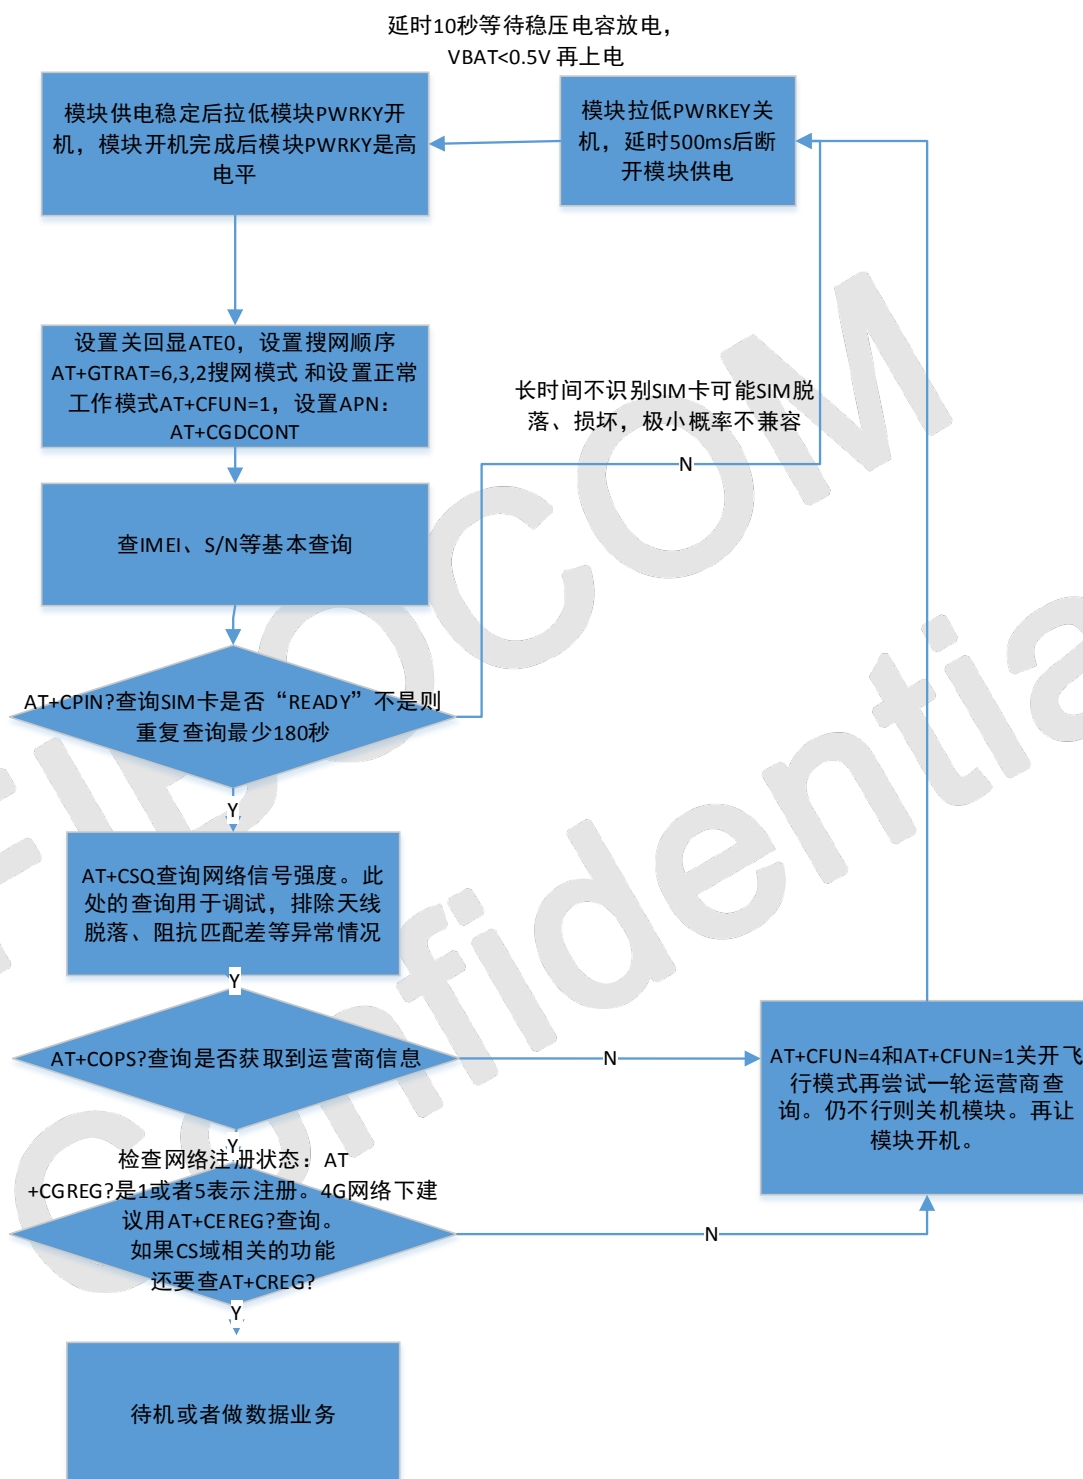 延时10秒等待稳压电容放电，
VBAT<0.5V 再上电
模块供电稳定后拉低模块PWRKY开
机，模块开机完成后模块PWRKY是高
电平
模块拉低PWRKEY关
机，延时500ms后断
开模块供电
设置关回显ATE0，设置搜网顺序
AT+GTRAT=6,3,2搜网模式 和设置正常
工作模式AT+CFUN=1，设置APN：
AT+CGDCONT
长时间不识别SIM卡可能SIM脱
落、损坏，极小概率不兼容
N
查IMEI、S/N等基本查询
AT+CPIN?查询SIM卡是否“READY”不是则
重复查询最少180秒
Y
AT+CSQ查询网络信号强度。此
处的查询用于调试，排除天线
脱落、阻抗匹配差等异常情况
Y
AT+COPS?查询是否获取到运营商信息
N
AT+CFUN=4和AT+CFUN=1关开飞
行模式再尝试一轮运营商查
询。仍不行则关机模块。再让
模块开机。
Y
检查网络注册状态：AT
+CGREG?是1或者5表示注册。4G网络下建
议用AT+CEREG?查询。
如果CS域相关的功能
还要查AT+CREG?
N
Y
待机或者做数据业务
FIBOCOM
Confidential